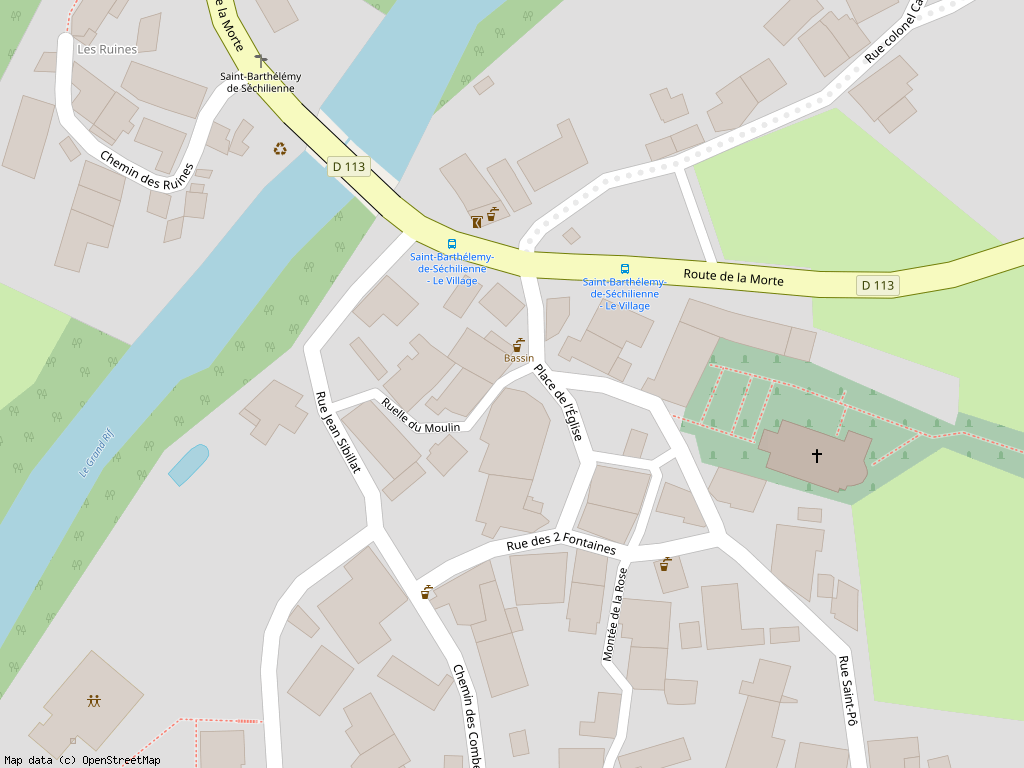 de la Morte
Rue colonel Ca
Les Ruines
Saint-Barthélémy
de Séchilienne
Chemin des Ruines
D 113
Saint-Barthélemy-
de-Séchilienne
- Le Village
Saint-Barthélemy-
de-Séchilienne
- Le Village
Route de la Morte
D 113
Bassin
Place de l'Église
Rue Jean Sibillat
Ruelle du Moulin
Le Grand Rif
Rue des 2 Fontaines
Montée de la Rose
Rue Saint-Pô
Chemin des Combe
Map data (c) OpenStreetMap